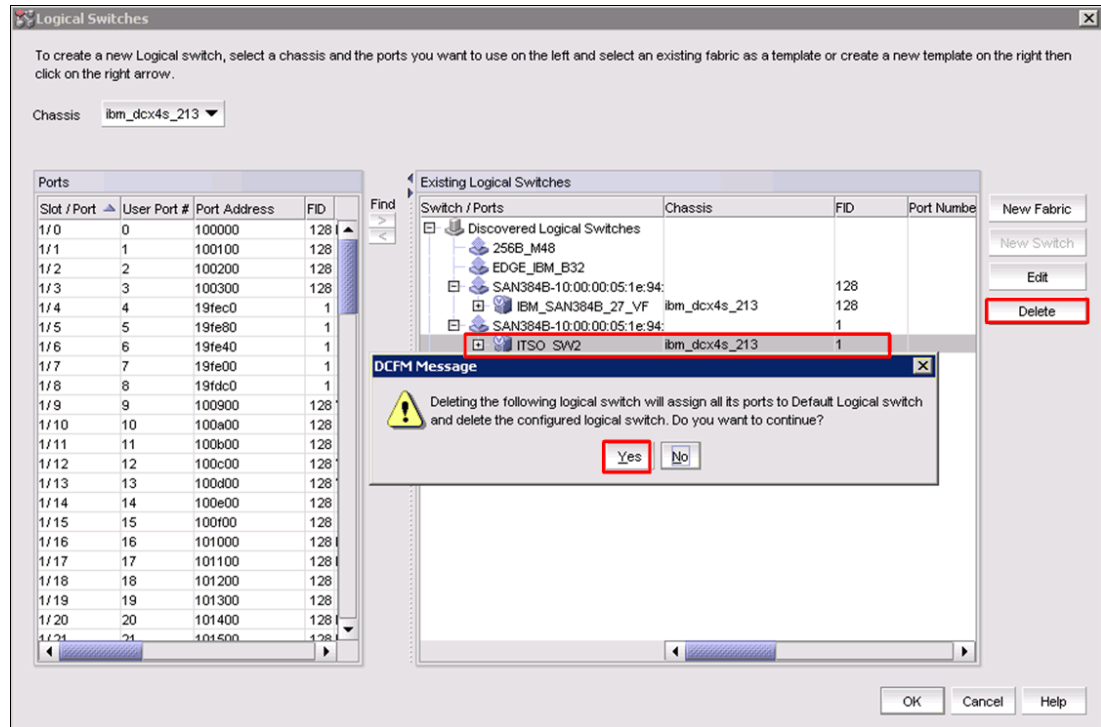 Logical Switches
To create a new Logical switch, select a chassis and the ports you want to use on the left and select an existing fabric as a template or create a new template on the right then
click on the right arrow.
Chassis ibm_dcx4s_213
Ports
Slot / Port User Port # Port Address FID
1/0 0 100000 128
1/1 1 100100 128
1/2 2 100200 128
1/3 3 100300 128
1/4 4 19fec0 1
1/5 5 19fe80 1
1/6 6 19fe40 1
1/7 7 19fe00 1
1/8 8 19fdc0 1
1/9 9 100900 128
1/10 10 100a00 128
1/11 11 100b00 128
1/12 12 100c00 128
1/13 13 100d00 128
1/14 14 100e00 128
1/15 15 100f00 128
1/16 16 101000 128
1/17 17 101100 128
1/18 18 101200 128
1/19 19 101300 128
1/20 20 101400 128
1/21 21 101500 128
Find
>
<
Existing Logical Switches
Switch / Ports Chassis FID Port Numbe
Discovered Logical Switches
256B_M48
EDGE_IBM_B32
SAN384B-10:00:00:05:1e:94: 128
IBM_SAN384B_27_VF ibm_dcx4s_213 128
SAN384B-10:00:00:05:1e:94: 1
ITSO_SW2 ibm_dcx4s_213 1
New Fabric
New Switch
Edit
Delete
DCFM Message
Deleting the following logical switch will assign all its ports to Default Logical switch
and delete the configured logical switch. Do you want to continue?
Yes No
OK Cancel Help